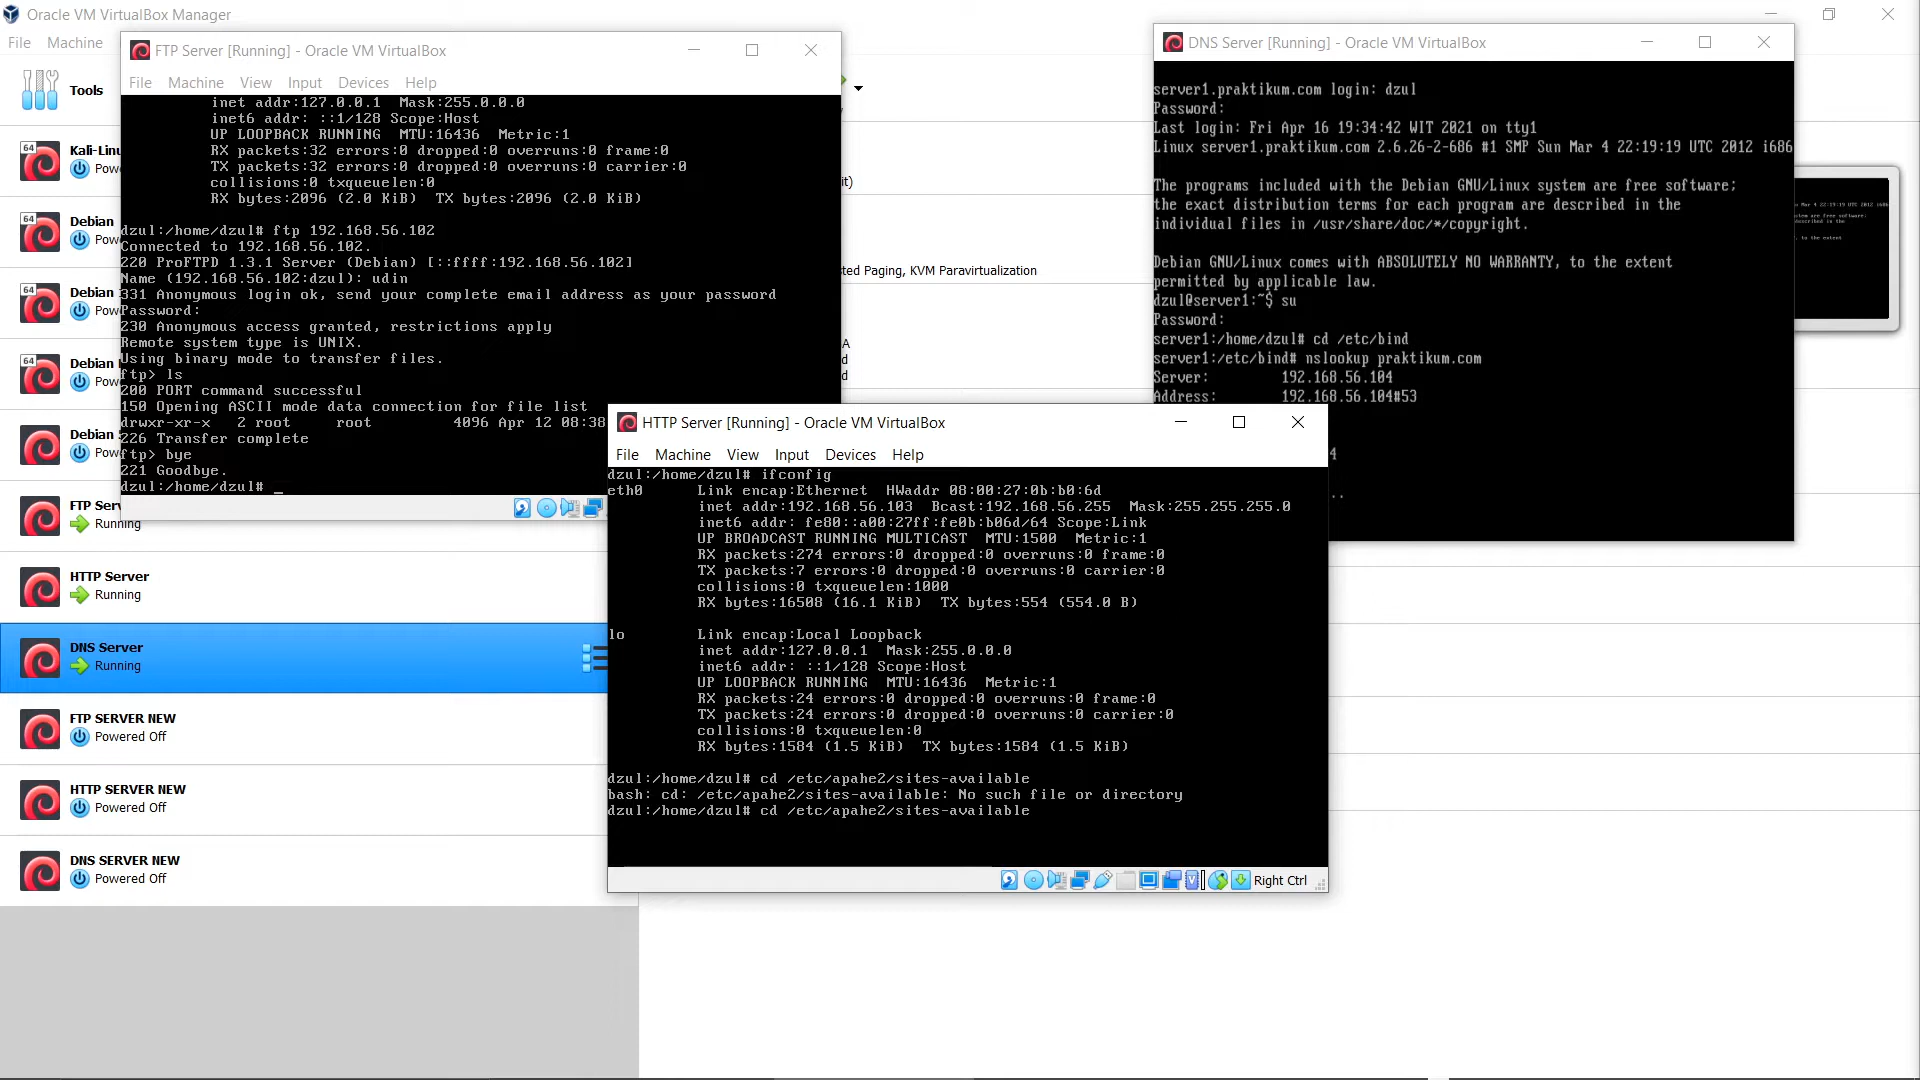 Oracle VM VirtualBox Manager
File Machine
Tools
Kali-Linu
Powe
Debian
Pow
Debian
Pow
Debian
Pow
Debian
Pow
FTP Serv
Running
HTTP Server
Running
DNS Server
Running
FTP SERVER NEW
Powered Off
HTTP SERVER NEW
Powered Off
DNS SERVER NEW
Powered Off
FTP Server [Running] - Oracle VM VirtualBox
File Machine View Input Devices Help
inet addr:127.0.0.1 Mask:255.0.0.0
inet6 addr: ::1/128 Scope:Host
UP LOOPBACK RUNNING MTU:16436 Metric:1
RX packets:32 errors:0 dropped:0 overruns:0 frame:0
TX packets:32 errors:0 dropped:0 overruns:0 carrier:0
collisions:0 txqueuelen:0
RX bytes:2096 (2.0 KiB) TX bytes:2096 (2.0 KiB)
dzul:/home/dzul# ftp 192.168.56.102
Connected to 192.168.56.102.
220 ProFTPD 1.3.1 Server (Debian) [::ffff:192.168.56.102]
Name (192.168.56.102:dzul): udin
331 Anonymous login ok, send your complete email address as your password
Password:
230 Anonymous access granted, restrictions apply
Remote system type is UNIX.
Using binary mode to transfer files.
ftp> ls
200 PORT command successful
150 Opening ASCII mode data connection for file list
drwxr-xr-x 2 root root 4096 Apr 12 08:38
226 Transfer complete
ftp> bye
221 Goodbye.
dzul:/home/dzul# _
it)
ted Paging, KVM Paravirtualization
A
d
d
DNS Server [Running] - Oracle VM VirtualBox
server1.praktikum.com login: dzul
Password:
Last login: Fri Apr 16 19:34:42 WIT 2021 on tty1
Linux server1.praktikum.com 2.6.26-2-686 #1 SMP Sun Mar 4 22:19:19 UTC 2012 i686
The programs included with the Debian GNU/Linux system are free software;
the exact distribution terms for each program are described in the
individual files in /usr/share/doc/*/copyright.
Debian GNU/Linux comes with ABSOLUTELY NO WARRANTY, to the extent
permitted by applicable law.
dzul@server1:~$ su
Password:
server1:/home/dzul# cd /etc/bind
server1:/etc/bind# nslookup praktikum.com
Server: 192.168.56.104
Address: 192.168.56.104#53
4
..
HTTP Server [Running] - Oracle VM VirtualBox
File Machine View Input Devices Help
dzul:/home/dzul# ifconfig
eth0 Link encap:Ethernet HWaddr 08:00:27:0b:b0:6d
inet addr:192.168.56.103 Bcast:192.168.56.255 Mask:255.255.255.0
inet6 addr: fe80::a00:27ff:fe0b:b06d/64 Scope:Link
UP BROADCAST RUNNING MULTICAST MTU:1500 Metric:1
RX packets:274 errors:0 dropped:0 overruns:0 frame:0
TX packets:7 errors:0 dropped:0 overruns:0 carrier:0
collisions:0 txqueuelen:1000
RX bytes:16508 (16.1 KiB) TX bytes:554 (554.0 B)
lo Link encap:Local Loopback
inet addr:127.0.0.1 Mask:255.0.0.0
inet6 addr: ::1/128 Scope:Host
UP LOOPBACK RUNNING MTU:16436 Metric:1
RX packets:24 errors:0 dropped:0 overruns:0 frame:0
TX packets:24 errors:0 dropped:0 overruns:0 carrier:0
collisions:0 txqueuelen:0
RX bytes:1584 (1.5 KiB) TX bytes:1584 (1.5 KiB)
dzul:/home/dzul# cd /etc/apahe2/sites-available
bash: cd: /etc/apahe2/sites-available: No such file or directory
dzul:/home/dzul# cd /etc/apahe2/sites-available
Right Ctrl